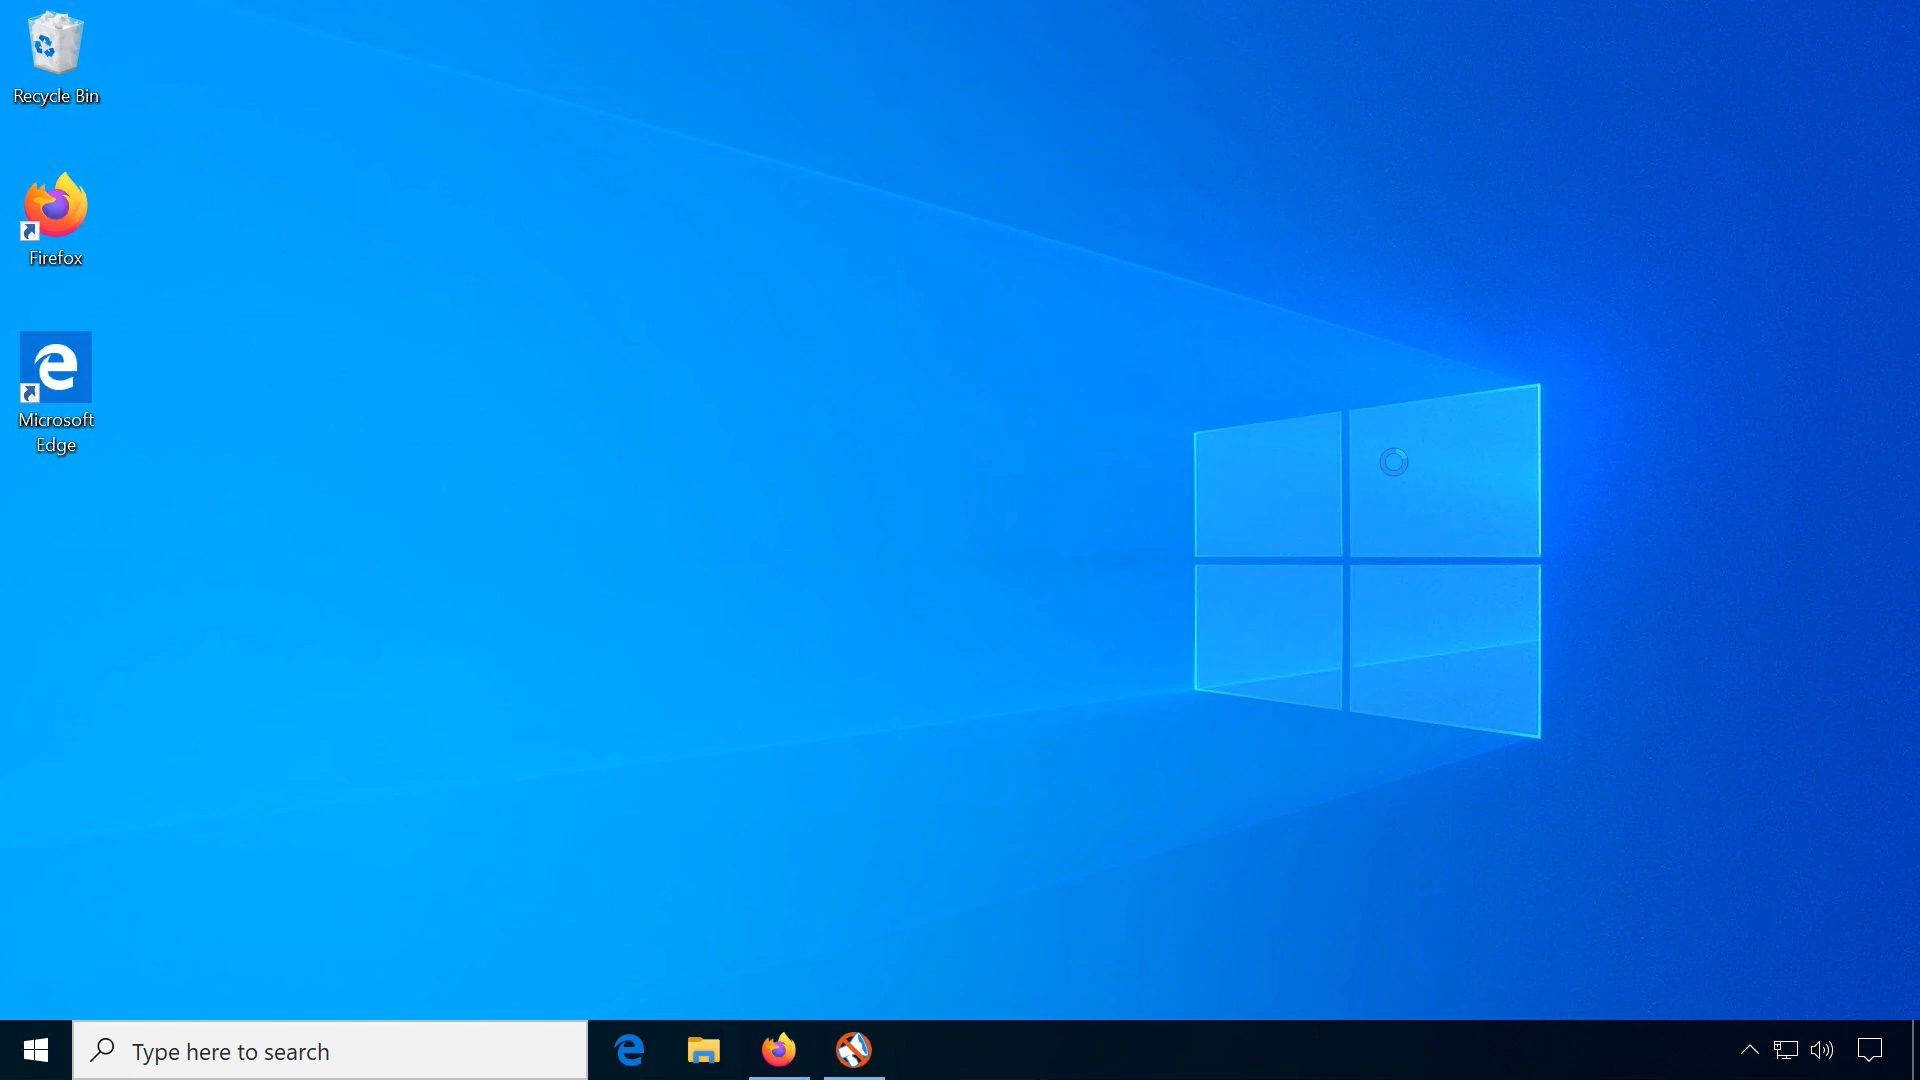 Recycle Bin
Firefox
Microsoft
Edge
Type here to search